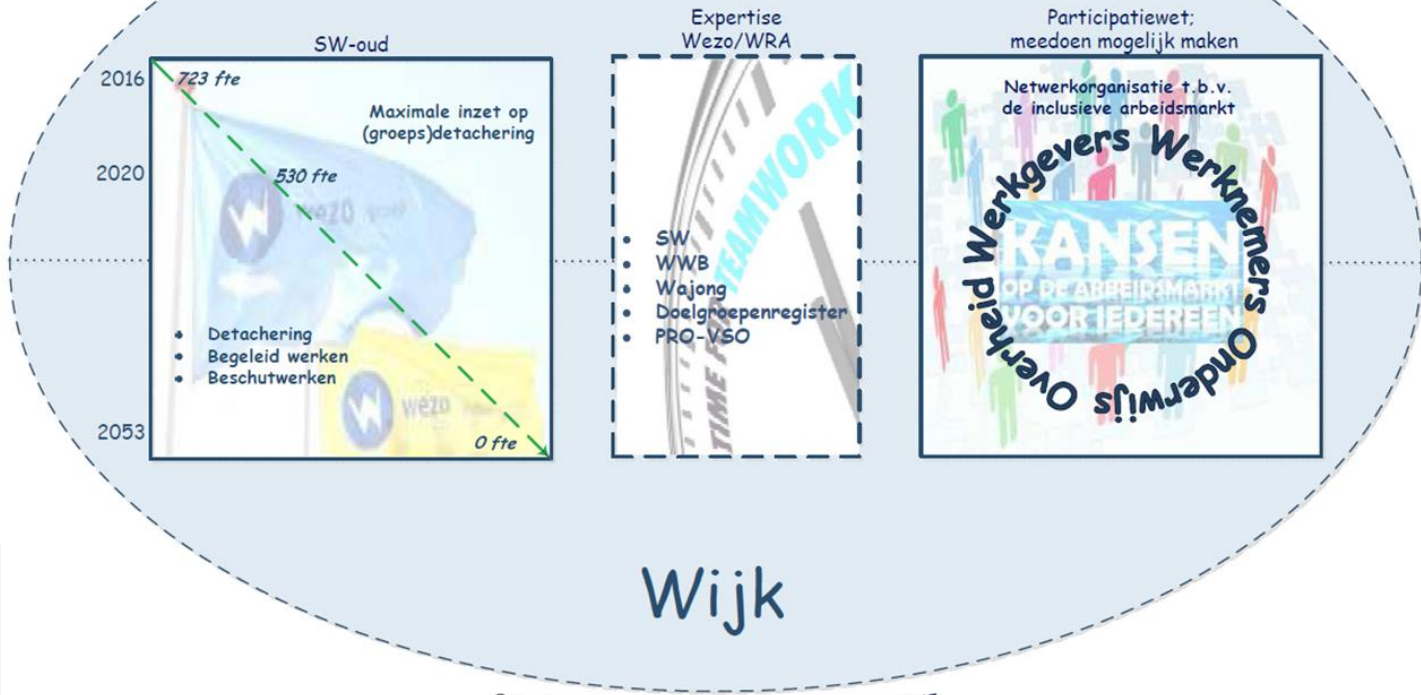 SW-oud
2016
723 fte
Maximale inzet op
(groeps)detachering
2020
530 fte
wezo
• Detachering
• Begeleid werken
• Beschutwerken
wezo
2053
0 fte
Expertise
Wezo/WRA
TIME FOR TEAMWORK
• SW
• WWB
• Wajong
• Doelgroepenregister
• PRO-VSO
Participatiewet;
meedoen mogelijk maken
Netwerkorganisatie t.b.v.
de inclusieve arbeidsmarkt
Overheid Werkgevers Werknemers Onderwijs
KANSEN
OP DE ARBEIDSMARKT
VOOR IEDEREEN
Wijk